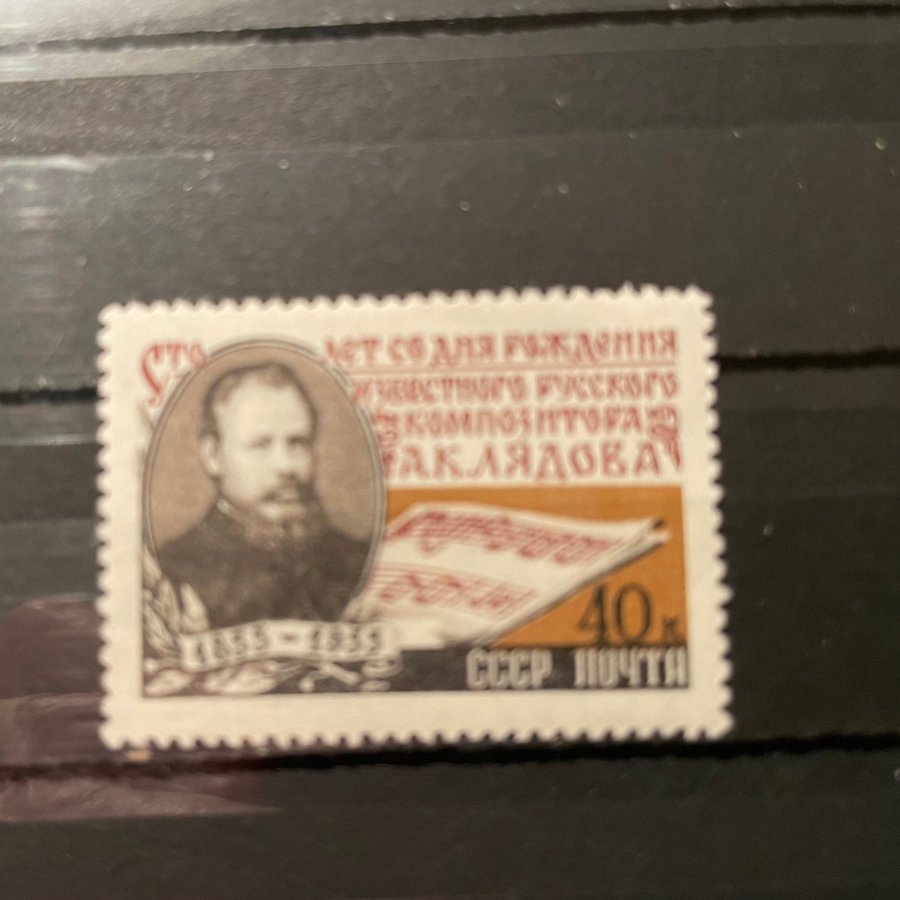 СТО ЛЕТ СО ДНЯ РОЖДЕНИЯ
ИЗВЕСТНОГО РУССКОГО
КОМПОЗИТОРА
А.К.ЛЯДОВА
40 к.
1855-1955
СССР ПОЧТА